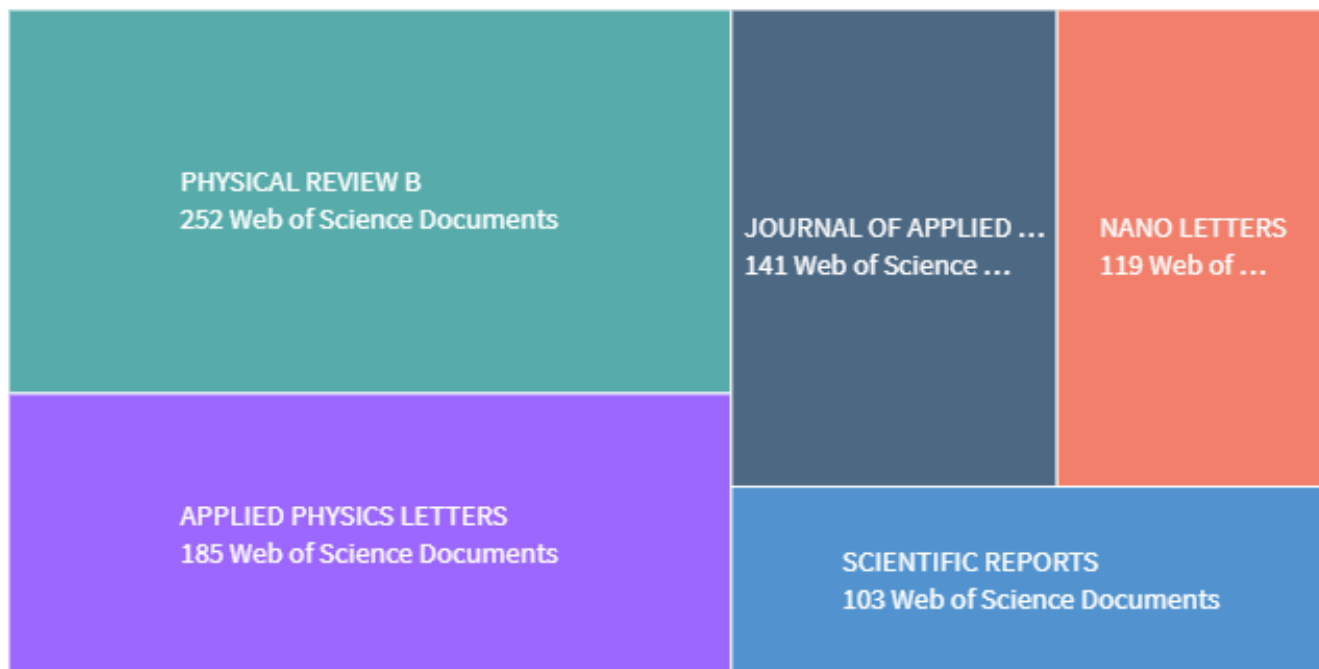 PHYSICAL REVIEW B
252 Web of Science Documents
APPLIED PHYSICS LETTERS
185 Web of Science Documents
JOURNAL OF APPLIED ...
141 Web of Science ...
NANO LETTERS
119 Web of ...
SCIENTIFIC REPORTS
103 Web of Science Documents